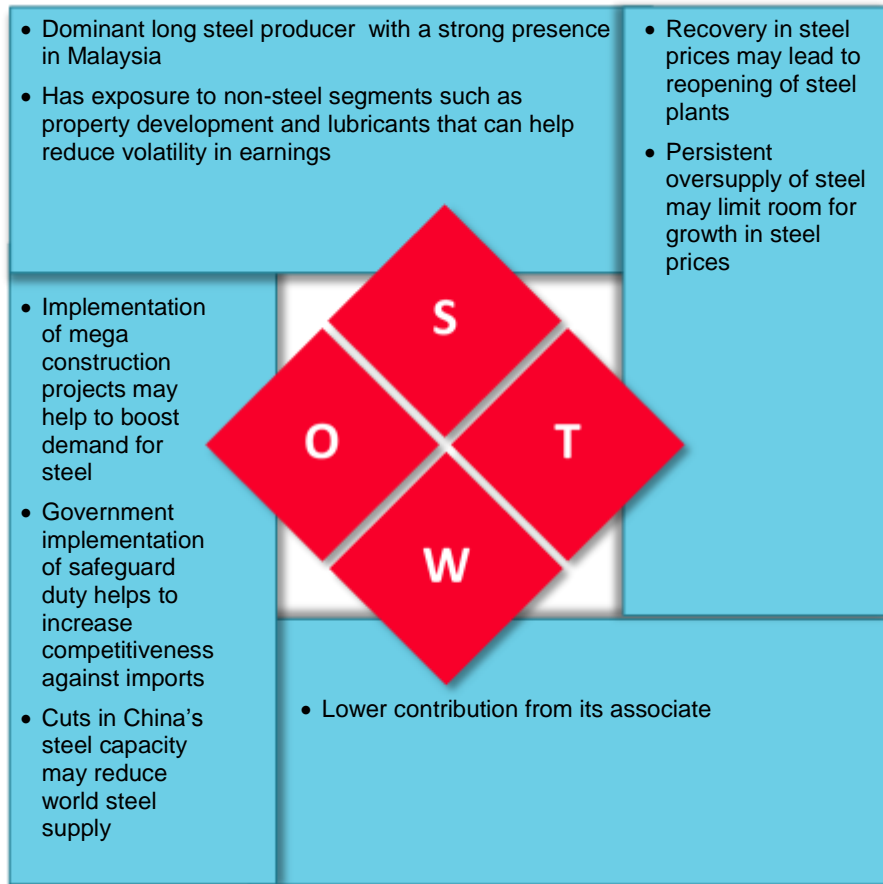 • Dominant long steel producer with a strong presence
in Malaysia
• Has exposure to non-steel segments such as
property development and lubricants that can help
reduce volatility in earnings
• Recovery in steel
prices may lead to
reopening of steel
plants
• Persistent
oversupply of steel
may limit room for
growth in steel
prices
• Implementation
of mega
construction
projects may
help to boost
demand for
steel
• Government
implementation
of safeguard
duty helps to
increase
competitiveness
against imports
• Cuts in China’s
steel capacity
may reduce
world steel
supply
S
O
T
W
• Lower contribution from its associate